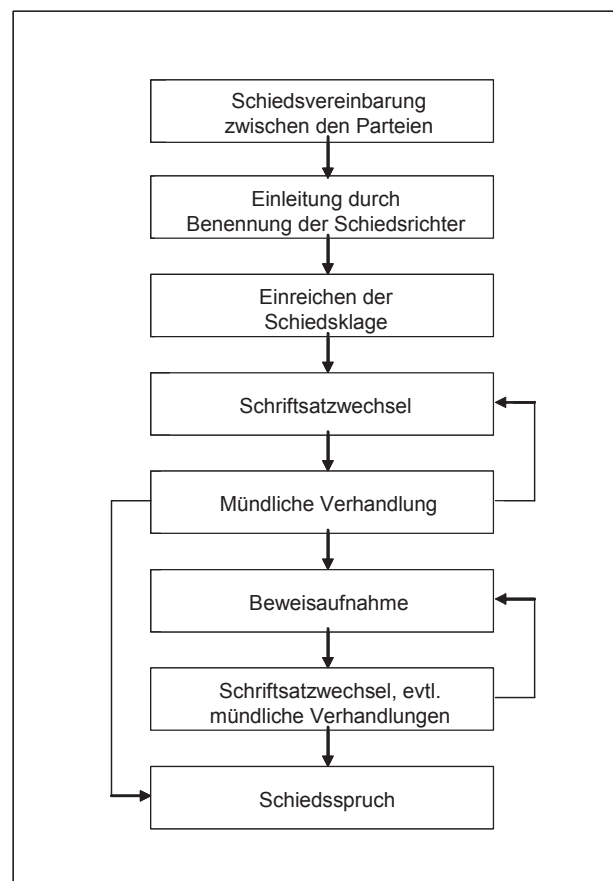 Schiedsvereinbarung
zwischen den Parteien
Einleitung durch
Benennung der Schiedsrichter
Einreichen der
Schiedsklage
Schriftsatzwechsel
Mündliche Verhandlung
Beweisaufnahme
Schriftsatzwechsel, evtl.
mündliche Verhandlungen
Schiedsspruch